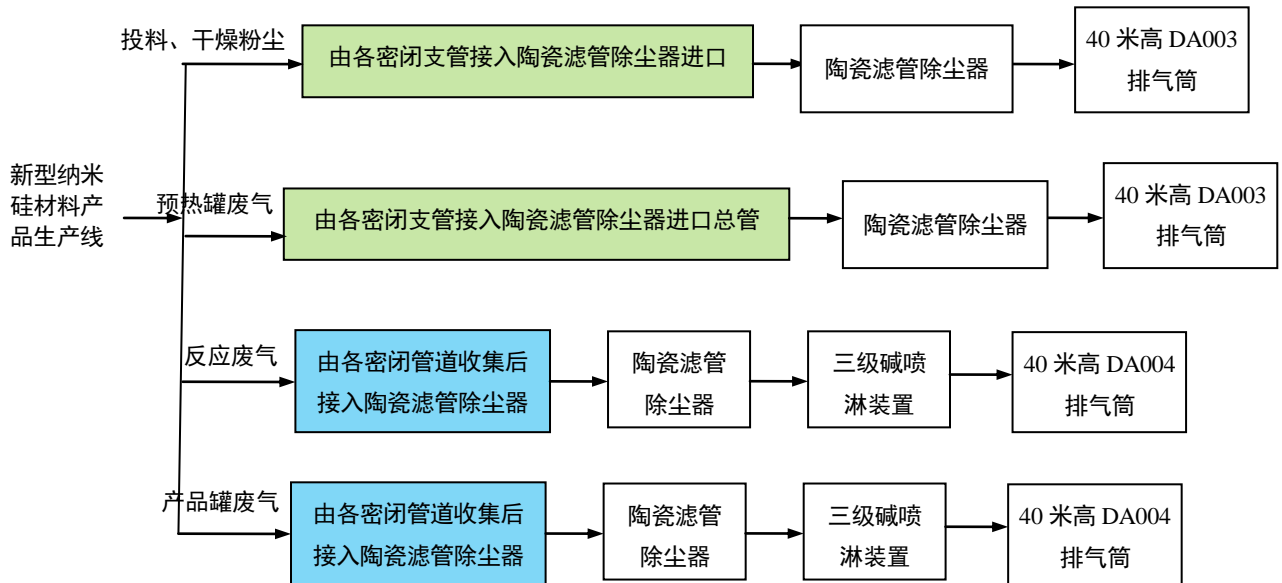 投料、干燥粉尘
由各密闭支管接入陶瓷滤管除尘器进口
陶瓷滤管除尘器
40 米高 DA003
排气筒
新型纳米
硅材料产
品生产线
预热罐废气
由各密闭支管接入陶瓷滤管除尘器进口总管
陶瓷滤管除尘器
40 米高 DA003
排气筒
反应废气
由各密闭管道收集后
接入陶瓷滤管除尘器
陶瓷滤管
除尘器
三级碱喷
淋装置
40 米高 DA004
排气筒
产品罐废气
由各密闭管道收集后
接入陶瓷滤管除尘器
陶瓷滤管
除尘器
三级碱喷
淋装置
40 米高 DA004
排气筒